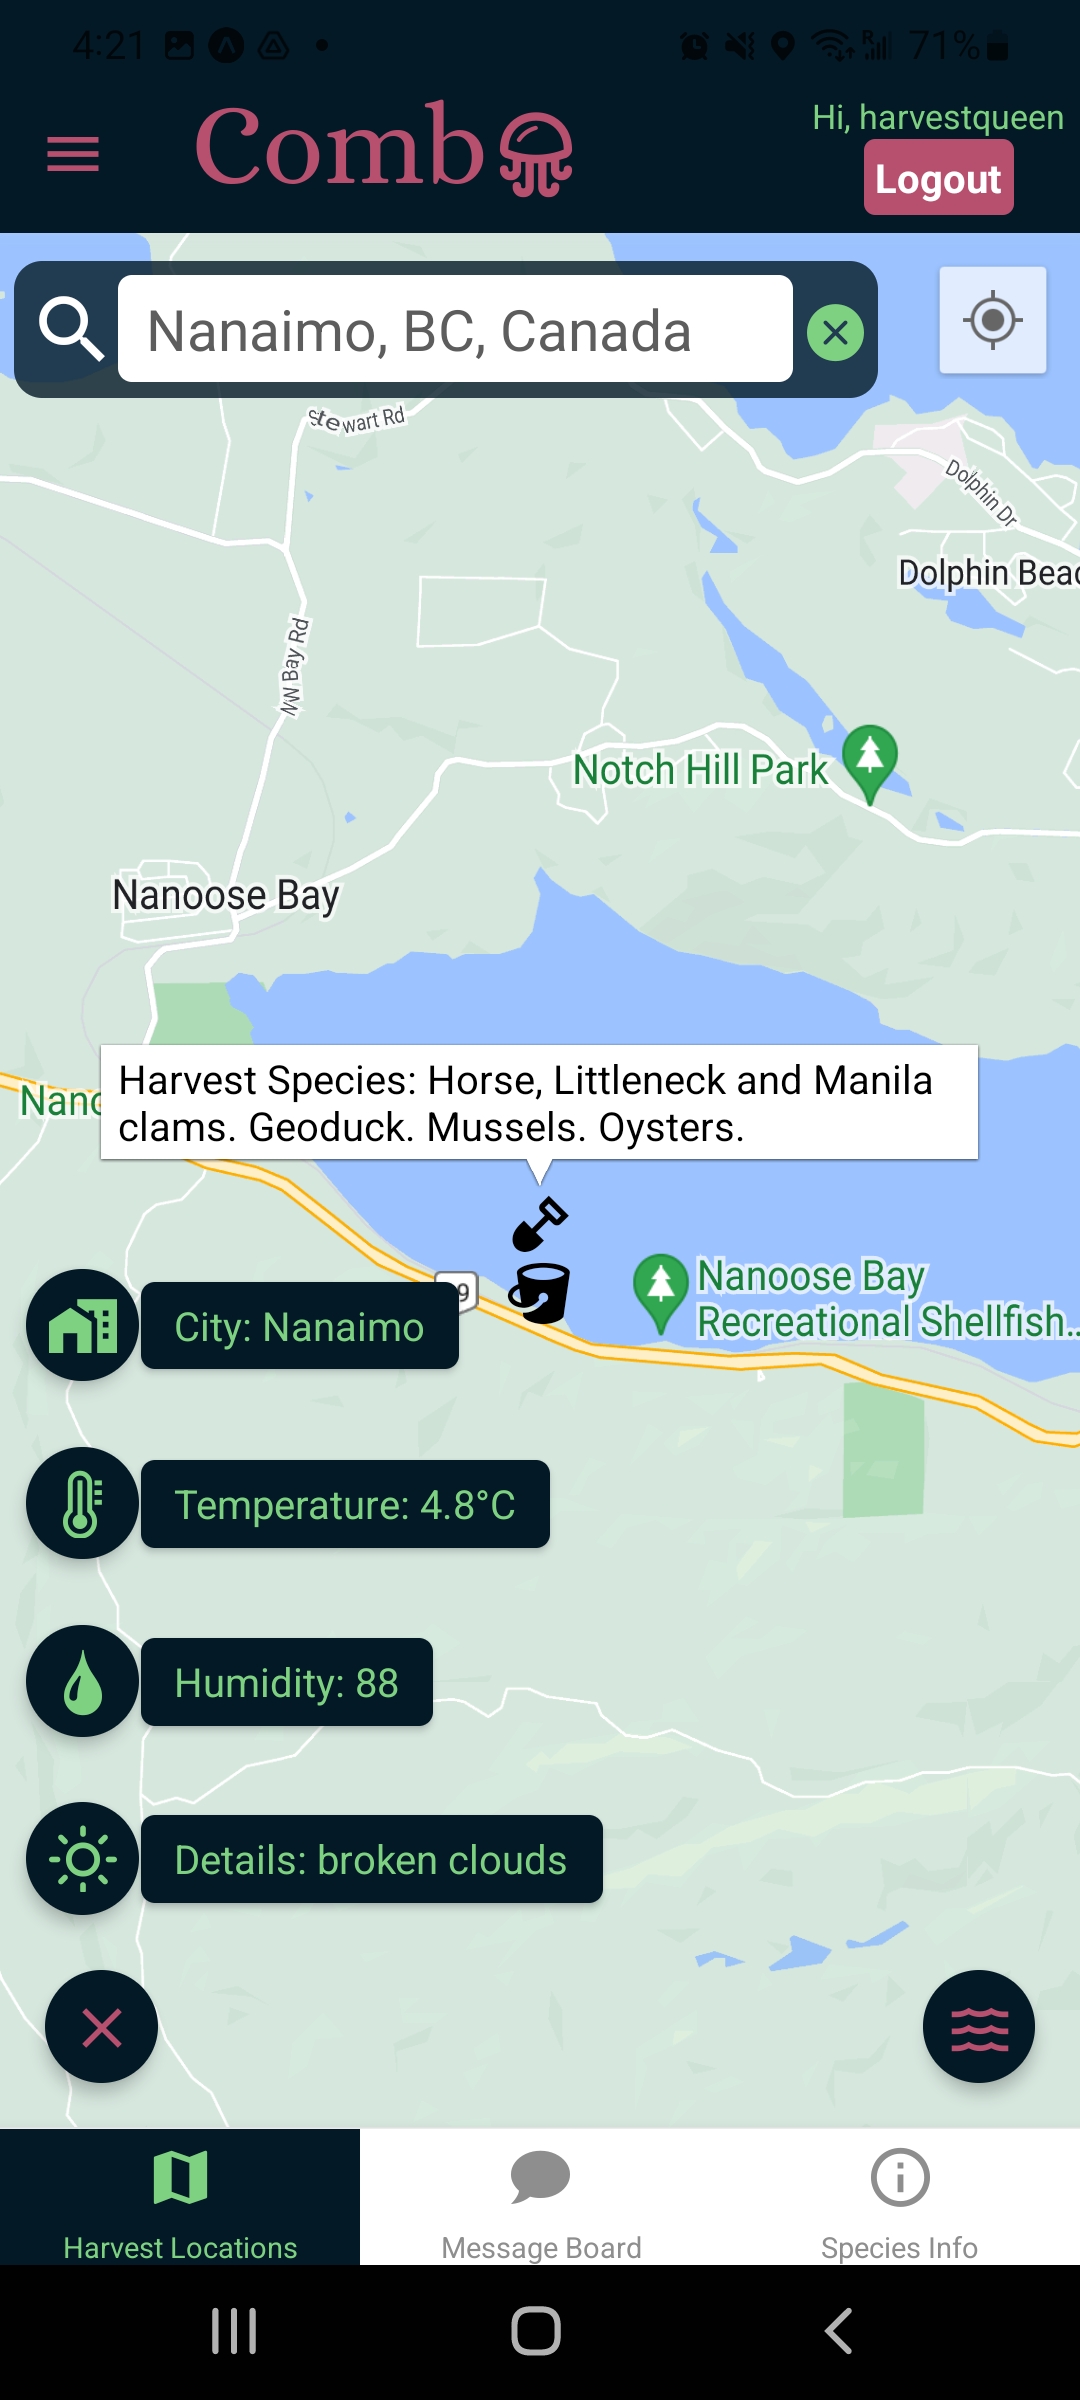 4:21
R
71%
Comb
Hi, harvestqueen
Logout
Nanaimo, BC, Canada
Stewart Rd
Dolphin Dr
Dolphin Beac
NW Bay Rd
Notch Hill Park
Nanoose Bay
Harvest Species: Horse, Littleneck and Manila
clams. Geoduck. Mussels. Oysters.
Nano
9
Nanoose Bay
Recreational Shellfish...
City: Nanaimo
Temperature: 4.8°C
Humidity: 88
Details: broken clouds
Harvest Locations
Message Board
Species Info